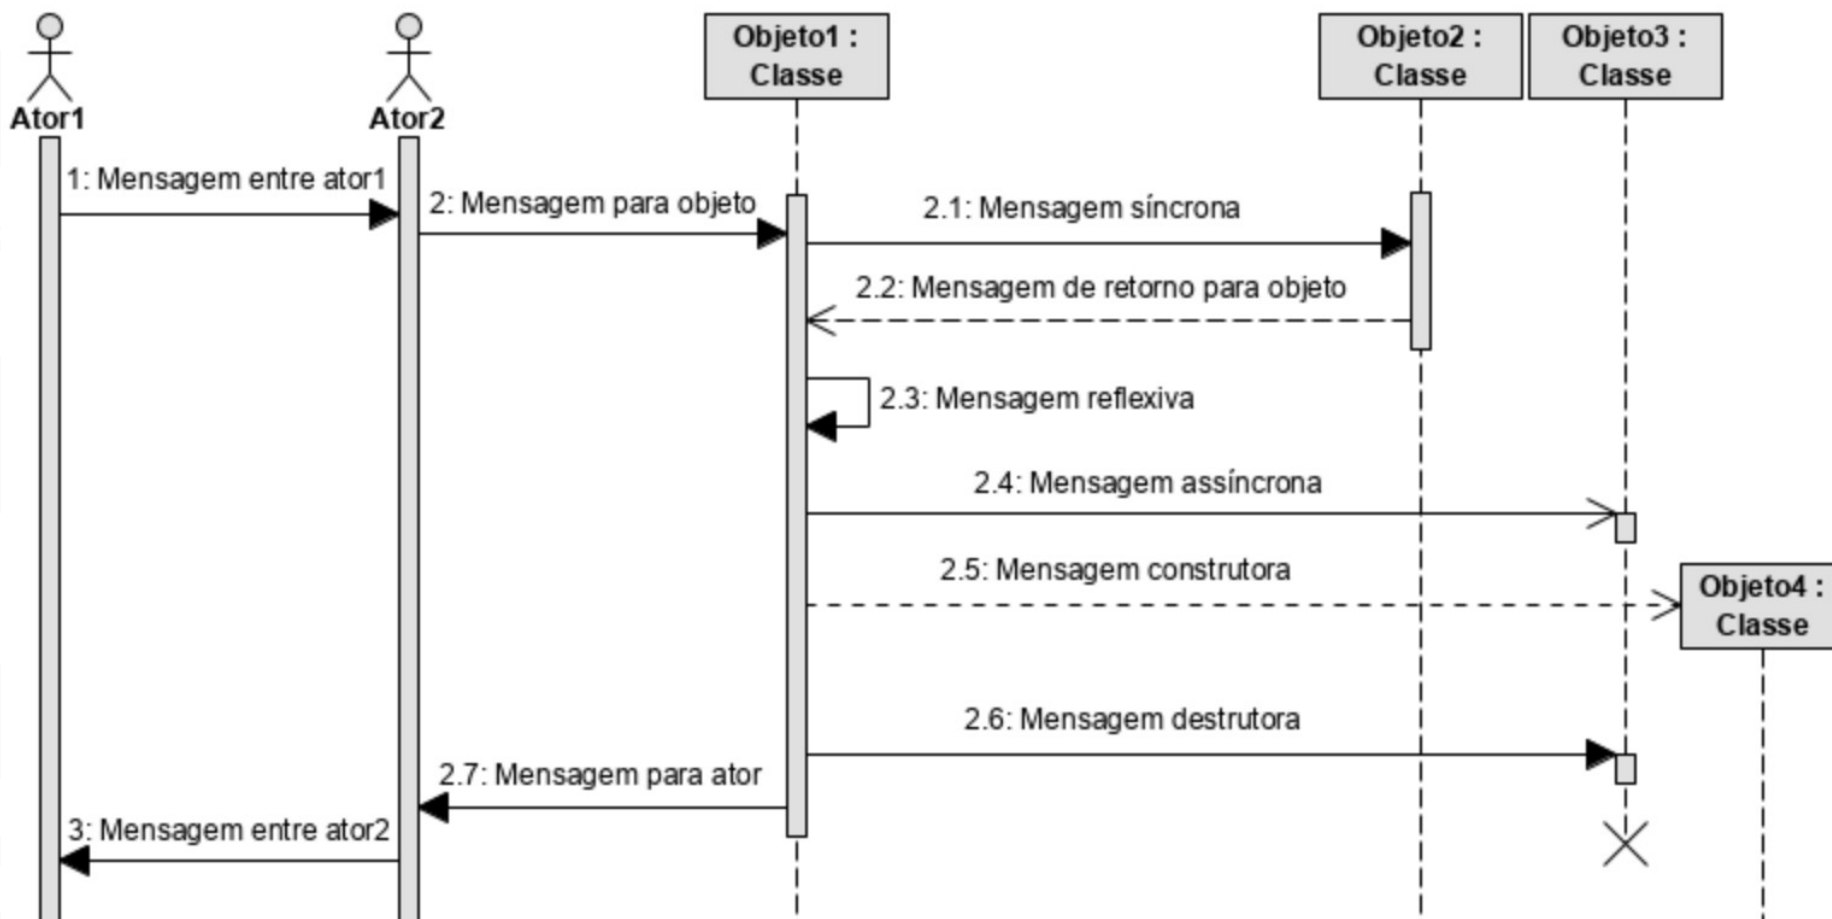 Objeto1 :
Classe
Objeto2 :
Classe
Objeto3 :
Classe
Ator1
Ator2
1: Mensagem entre ator1
2: Mensagem para objeto
2.1: Mensagem síncrona
2.2: Mensagem de retorno para objeto
2.3: Mensagem reflexiva
2.4: Mensagem assíncrona
2.5: Mensagem construtora
Objeto4 :
Classe
2.6: Mensagem destrutora
2.7: Mensagem para ator
3: Mensagem entre ator2